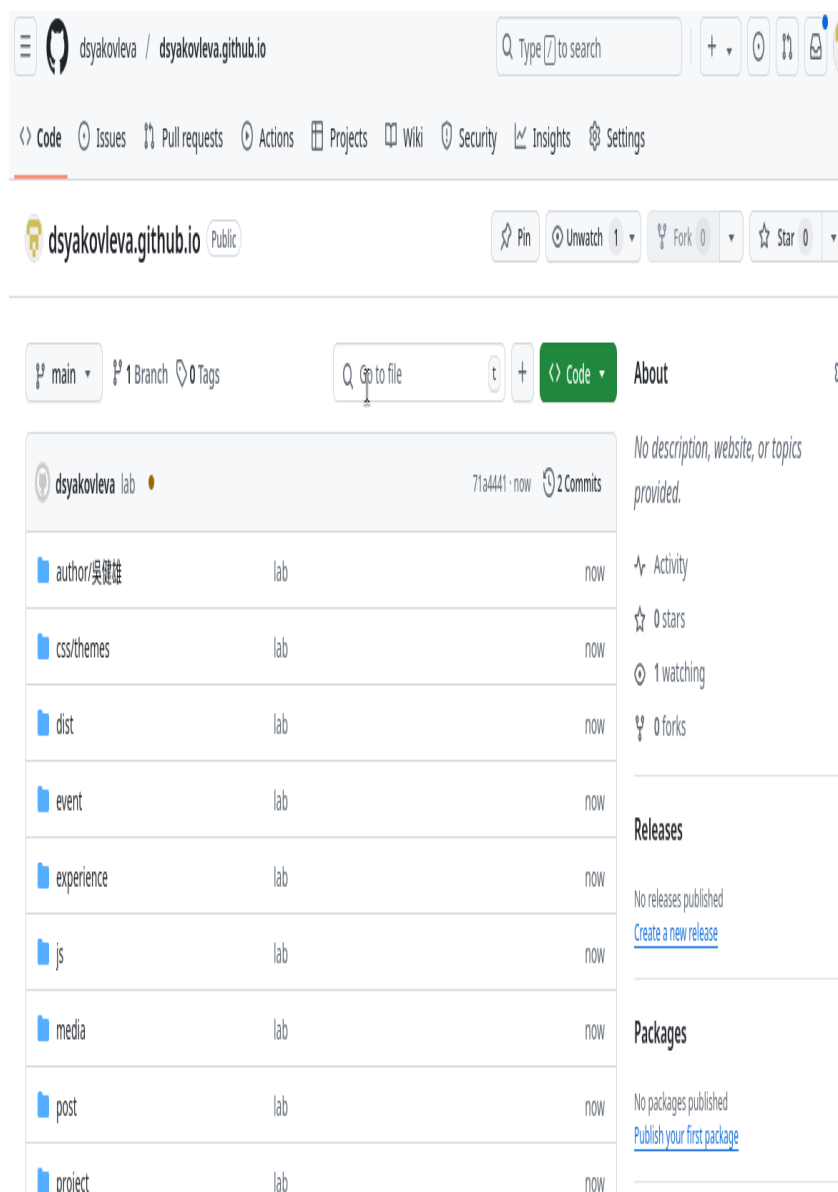 dsyakovleva / dsyakovleva.github.io
Type / to search
Code Issues Pull requests Actions Projects Wiki Security Insights Settings
dsyakovleva.github.io Public
Pin Unwatch 1 Fork 0 Star 0
main 1 Branch 0 Tags
Go to file t + Code
About
No description, website, or topics
provided.
dsyakovleva lab
71a4441 · now 2 Commits
author/吳健雄 lab now
css/themes lab now
dist lab now
event lab now
experience lab now
js lab now
media lab now
post lab now
project lab now
Activity
0 stars
1 watching
0 forks
Releases
No releases published
Create a new release
Packages
No packages published
Publish your first package